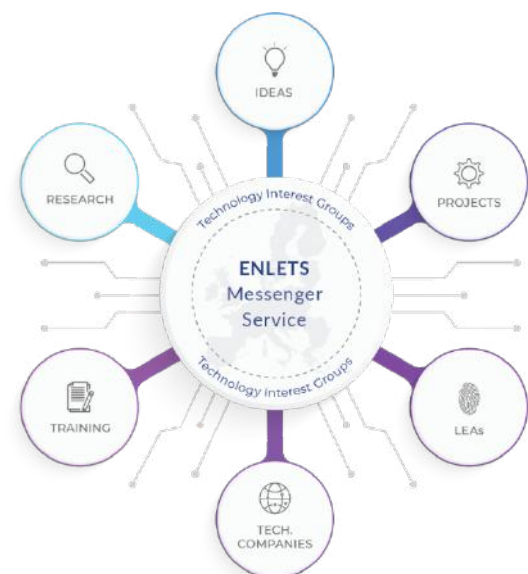 IDEAS
RESEARCH
PROJECTS
Technology Interest Groups
ENLETS
Messenger
Service
Technology Interest Groups
TRAINING
LEAs
TECH.
COMPANIES